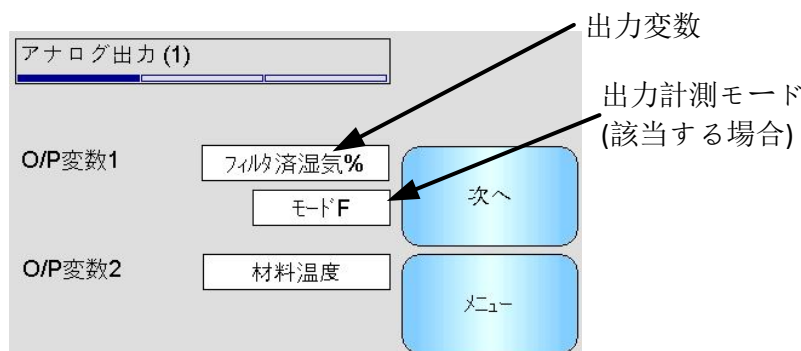 出力変数
アナログ出力 (1)
出力計測モード
(該当する場合)
O/P変数1
フィルタ済湿気%
次へ
モードF
O/P変数2
材料温度
メニュー